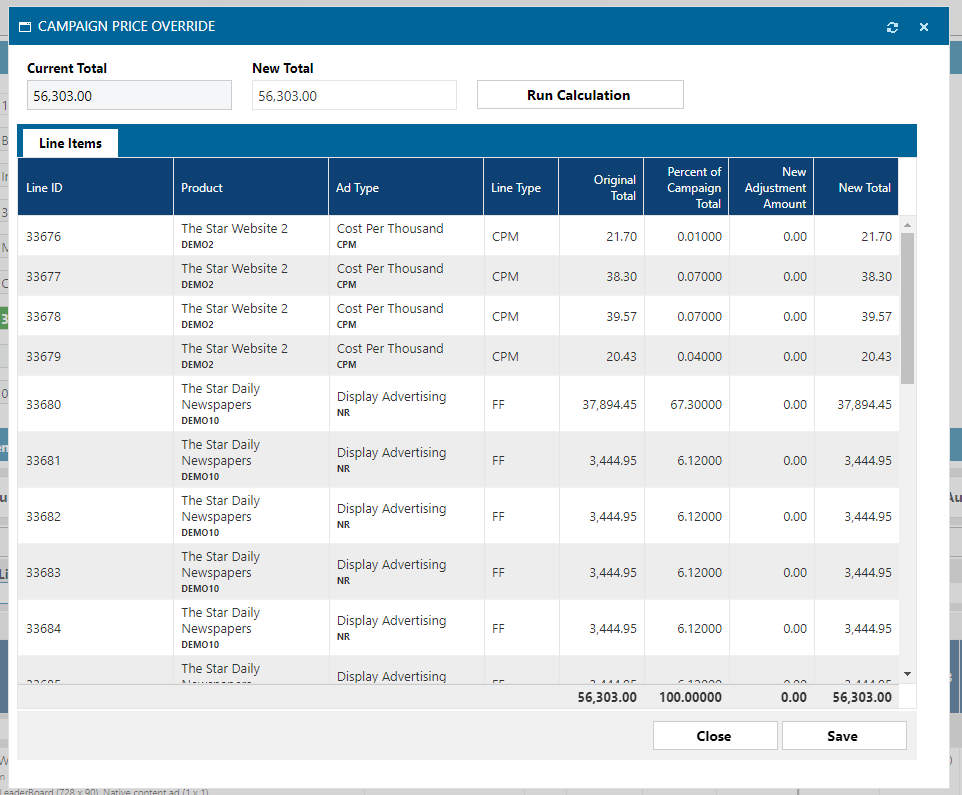 CAMPAIGN PRICE OVERRIDE
Current Total New Total
56,303.00 56,303.00 Run Calculation
Line Items
Line ID Product Ad Type Line Type Original Total Percent of Campaign Total New Adjustment Amount New Total
33676 The Star Website 2 DEMO2 Cost Per Thousand CPM CPM 21.70 0.01000 0.00 21.70
33677 The Star Website 2 DEMO2 Cost Per Thousand CPM CPM 38.30 0.07000 0.00 38.30
33678 The Star Website 2 DEMO2 Cost Per Thousand CPM CPM 39.57 0.07000 0.00 39.57
33679 The Star Website 2 DEMO2 Cost Per Thousand CPM CPM 20.43 0.04000 0.00 20.43
33680 The Star Daily Newspapers DEMO10 Display Advertising NR FF 37,894.45 67.30000 0.00 37,894.45
33681 The Star Daily Newspapers DEMO10 Display Advertising NR FF 3,444.95 6.12000 0.00 3,444.95
33682 The Star Daily Newspapers DEMO10 Display Advertising NR FF 3,444.95 6.12000 0.00 3,444.95
33683 The Star Daily Newspapers DEMO10 Display Advertising NR FF 3,444.95 6.12000 0.00 3,444.95
33684 The Star Daily Newspapers DEMO10 Display Advertising NR FF 3,444.95 6.12000 0.00 3,444.95
The Star Daily Display Advertising
56,303.00 100.00000 0.00 56,303.00
Close Save
LeaderBoard (728 x 90), Native content ad (1 x 1)